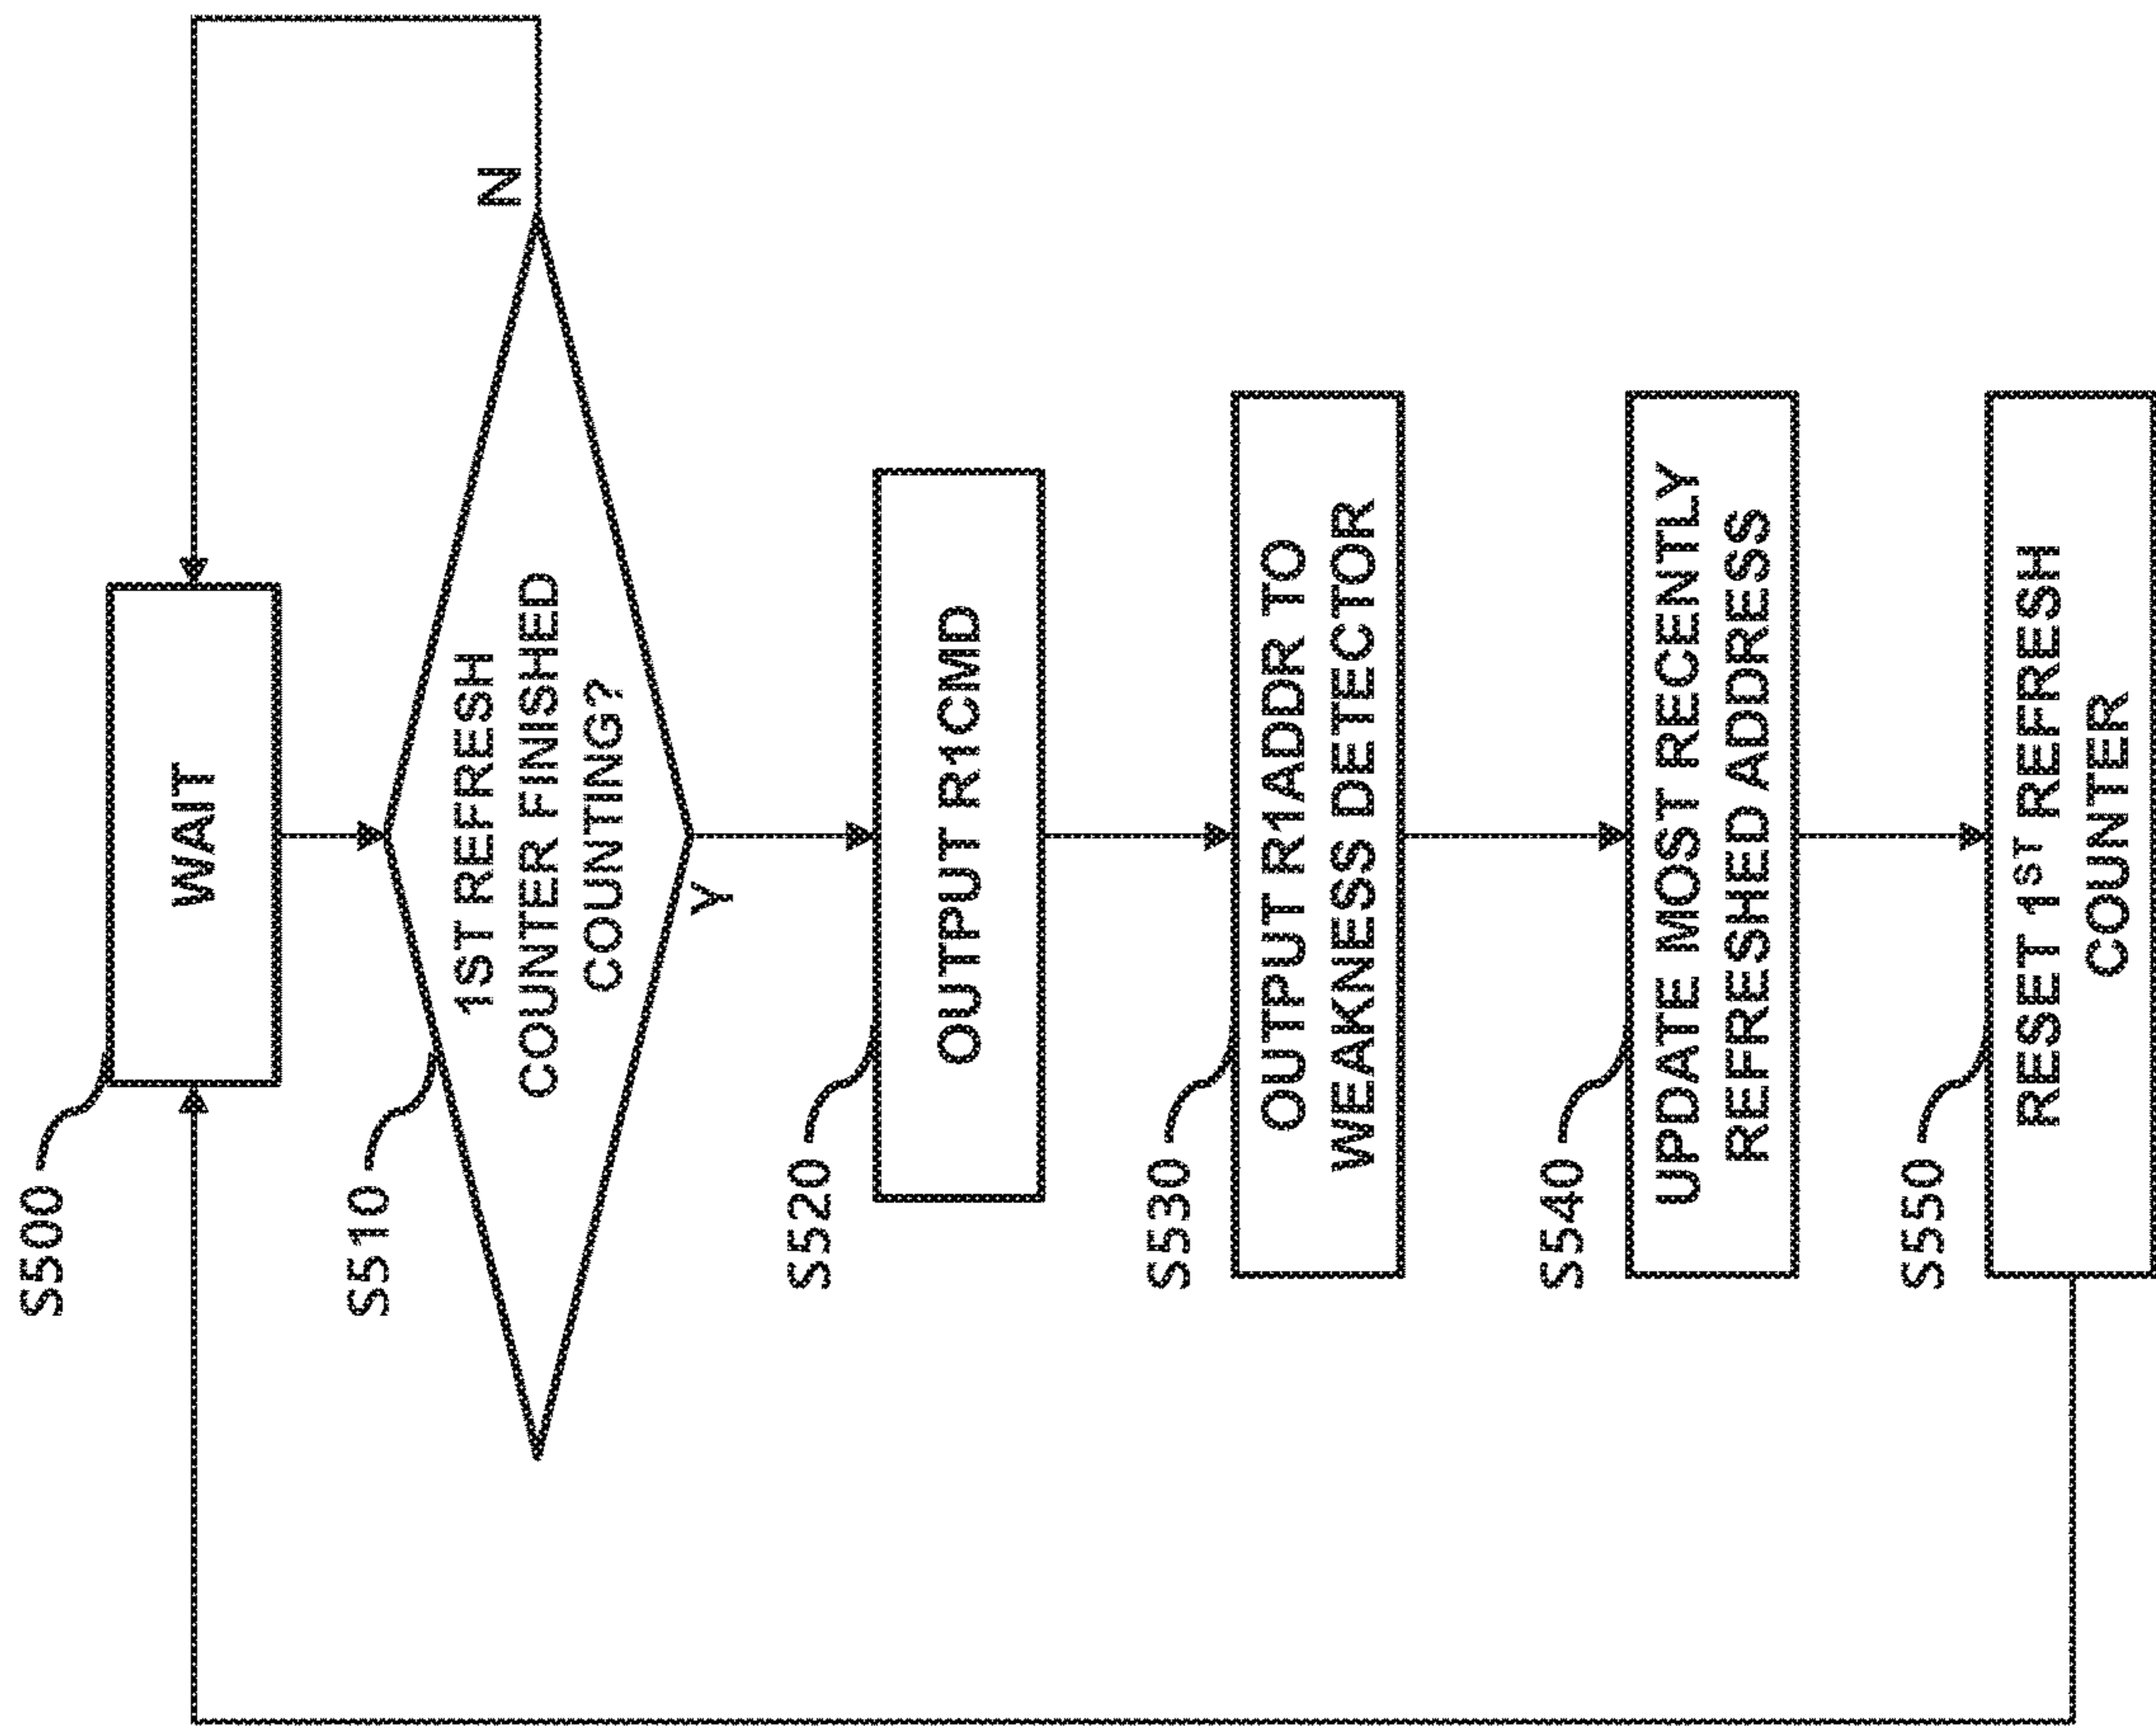 S500
WAIT
S510
1ST REFRESH
COUNTER FINISHED
COUNTING?
N
Y
S520
OUTPUT R1CMD
S530
OUTPUT R1ADDR TO
WEAKNESS DETECTOR
S540
UPDATE MOST RECENTLY
REFRESHED ADDRESS
S550
RESET 1ST REFRESH
COUNTER